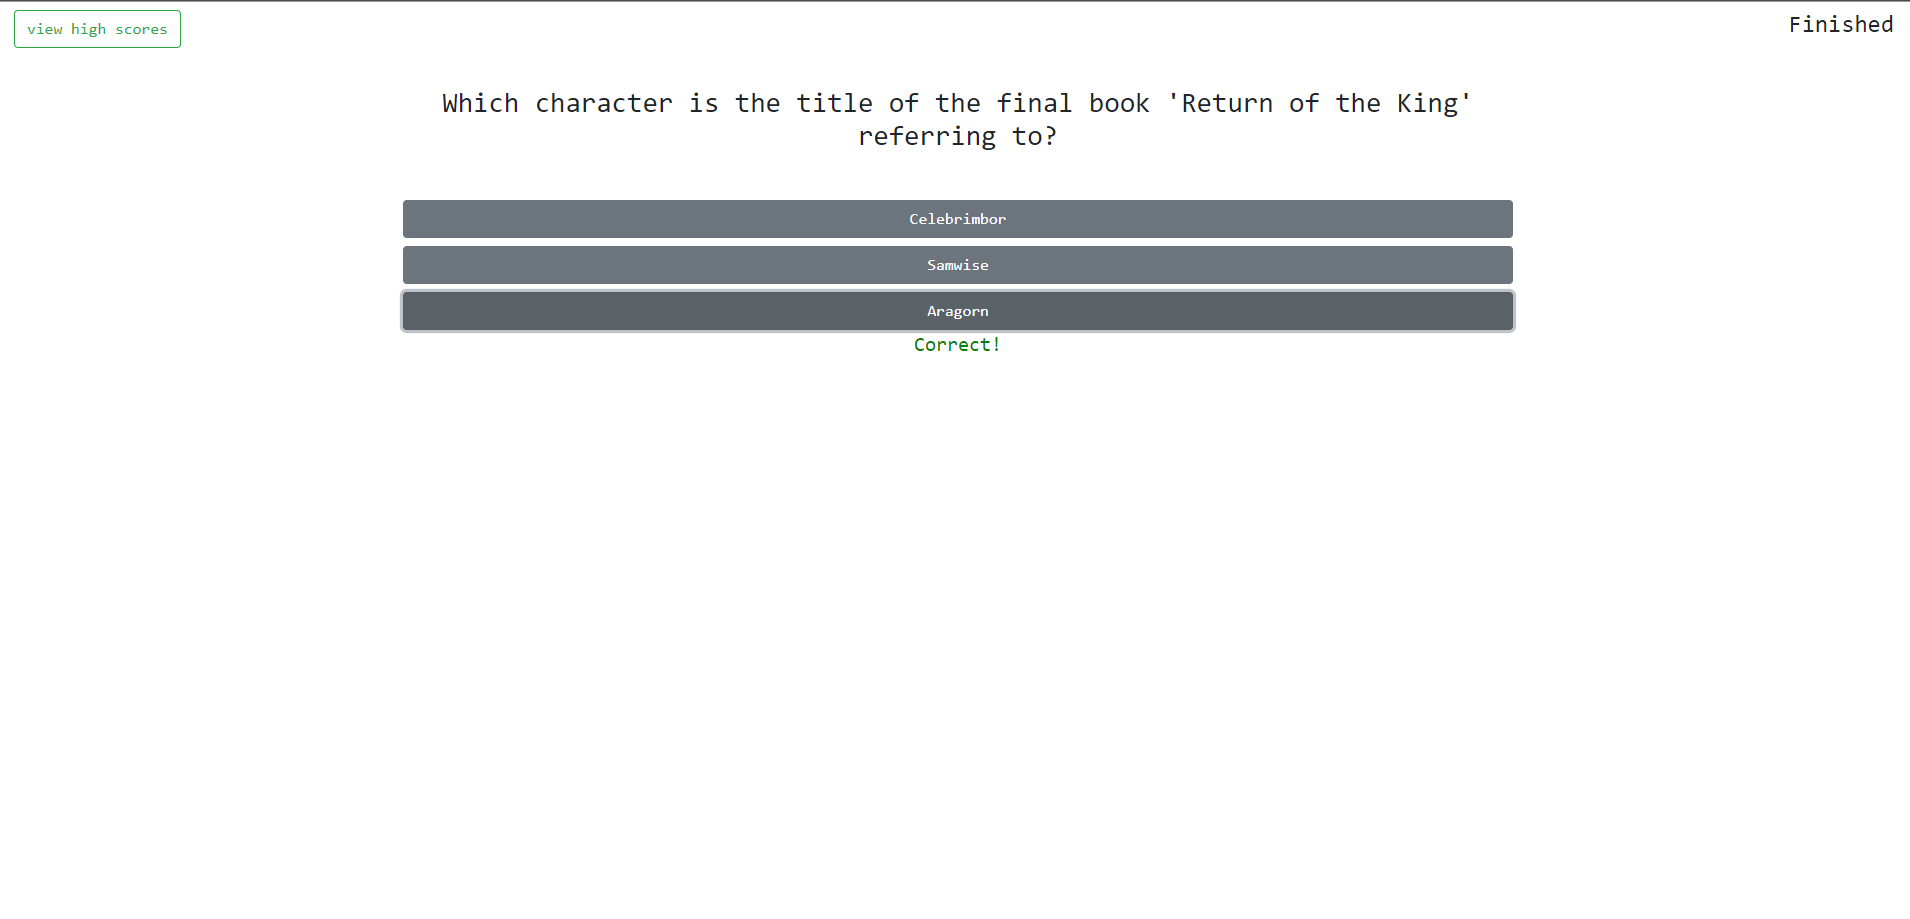 view high scores
Finished
Which character is the title of the final book 'Return of the King'
referring to?
Celebrimbor
Samwise
Aragorn
Correct!